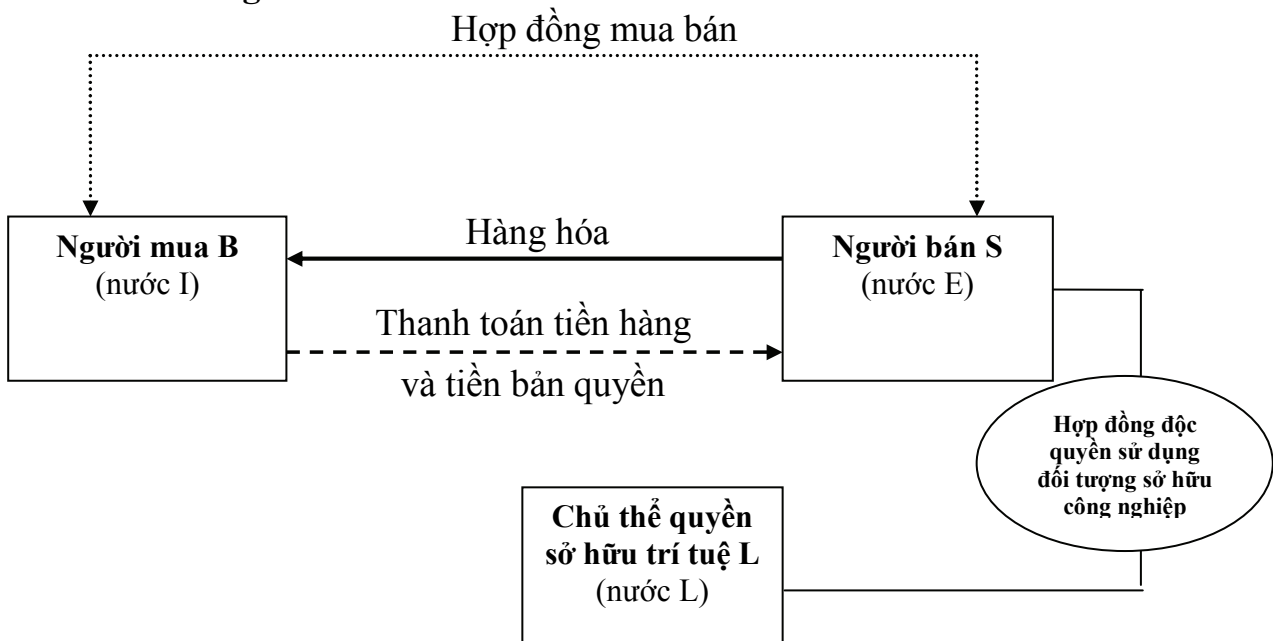 Hợp đồng mua bán
Người mua B
(nước I)
Hàng hóa
Người bán S
(nước E)
Thanh toán tiền hàng
và tiền bản quyền
Hợp đồng độc
quyền sử dụng
đối tượng sở hữu
công nghiệp
Chủ thể quyền
sở hữu trí tuệ L
(nước L)